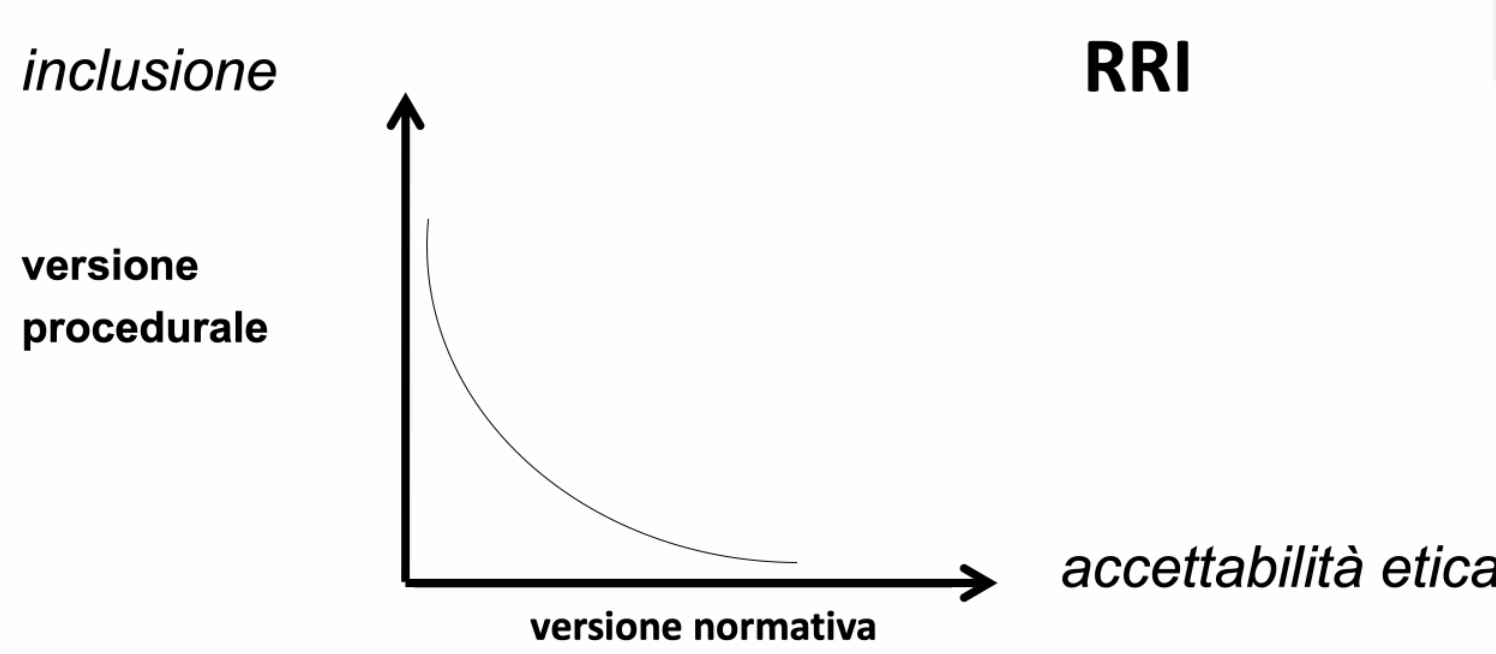 inclusione
RRI
versione
procedurale
accettabilità etica
versione normativa